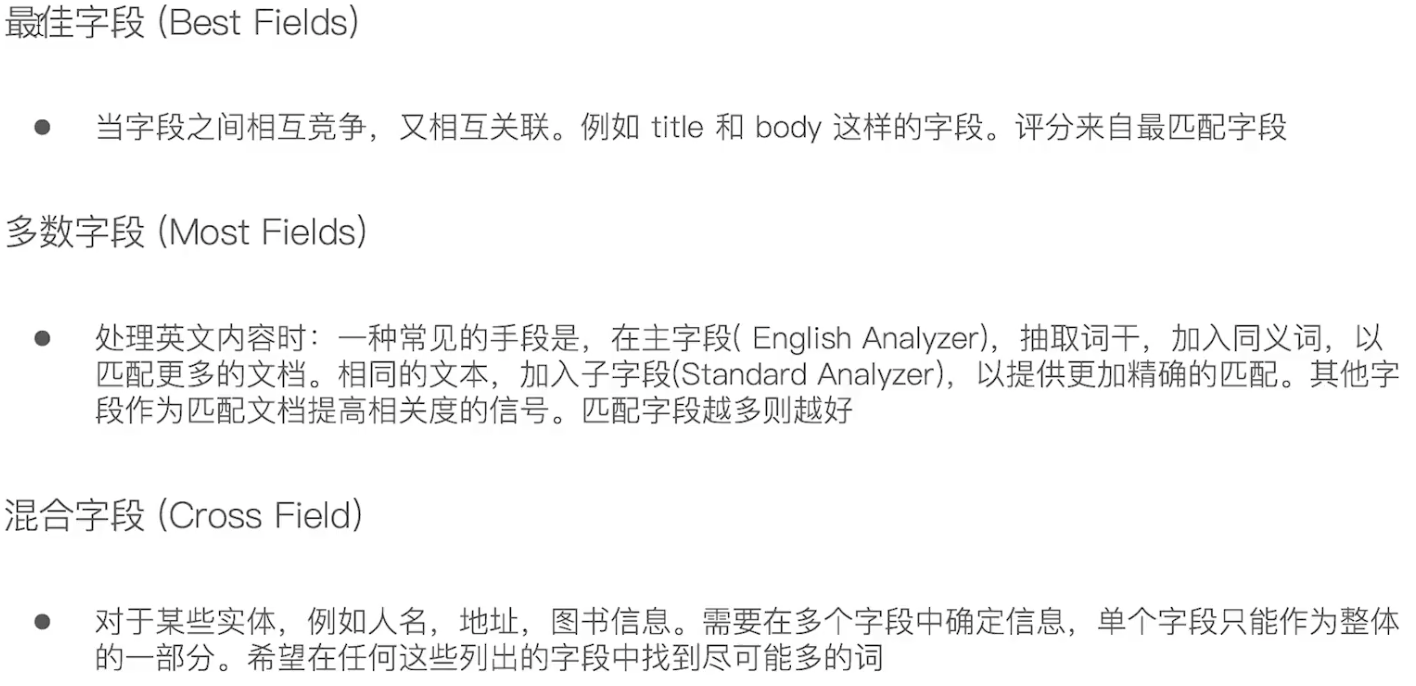 最佳字段 (Best Fields)
● 当字段之间相互竞争，又相互关联。例如 title 和 body 这样的字段。评分来自最匹配字段
多数字段 (Most Fields)
● 处理英文内容时：一种常见的手段是，在主字段( English Analyzer)，抽取词干，加入同义词，以
匹配更多的文档。相同的文本，加入子字段(Standard Analyzer)，以提供更加精确的匹配。其他字
段作为匹配文档提高相关度的信号。匹配字段越多则越好
混合字段 (Cross Field)
● 对于某些实体，例如人名，地址，图书信息。需要在多个字段中确定信息，单个字段只能作为整体
的一部分。希望在任何这些列出的字段中找到尽可能多的词